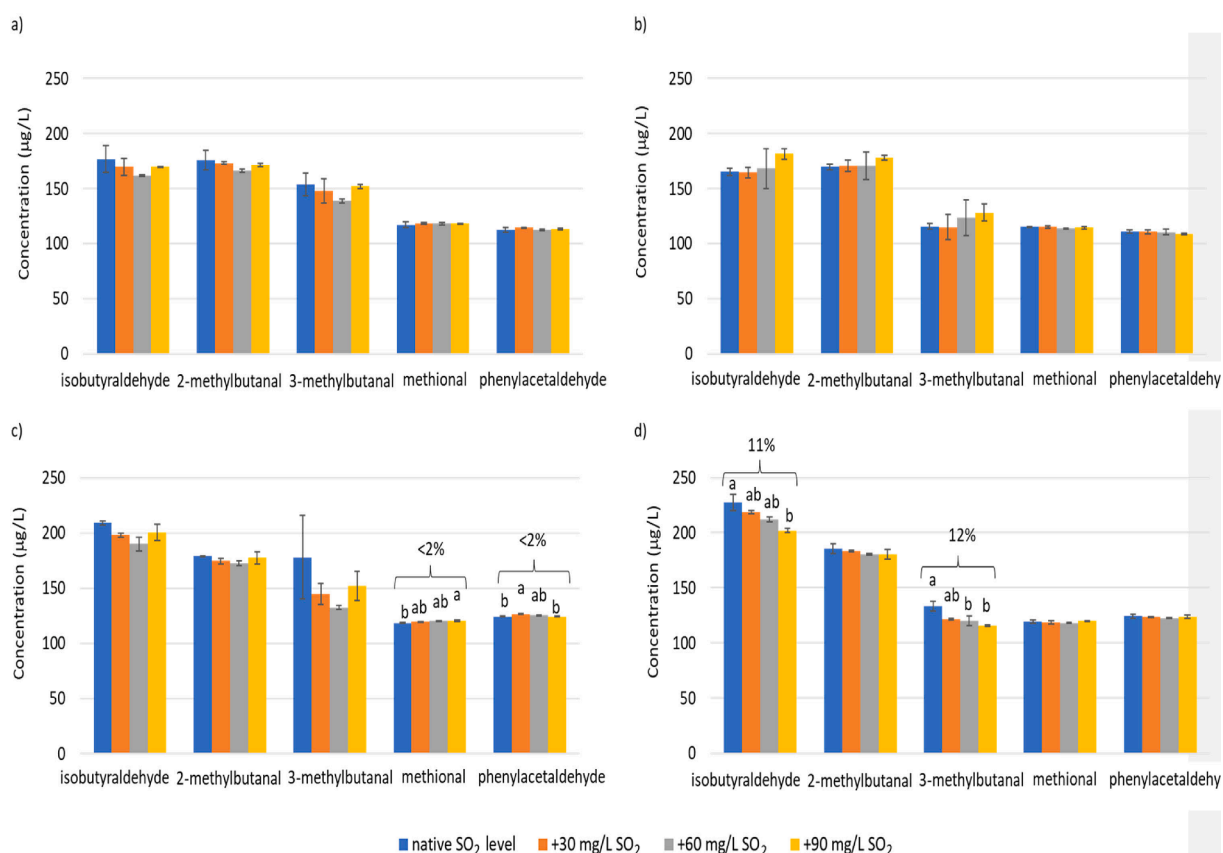 a)
Concentration (µg/L)
250
200
150
100
50
0
isobutyraldehyde 2-methylbutanal 3-methylbutanal methional phenylacetaldehyde
b)
Concentration (µg/L)
250
200
150
100
50
0
isobutyraldehyde 2-methylbutanal 3-methylbutanal methional phenylacetaldehyd
c)
Concentration (µg/L)
250
200
150
100
50
0
<2% <2%
b ab ab a b a ab b
isobutyraldehyde 2-methylbutanal 3-methylbutanal methional phenylacetaldehyde
d)
Concentration (µg/L)
250
200
150
100
50
0
11%
a ab ab b
12%
a ab b b
isobutyraldehyde 2-methylbutanal 3-methylbutanal methional phenylacetaldehyd
native SO₂ level +30 mg/L SO₂ +60 mg/L SO₂ +90 mg/L SO₂